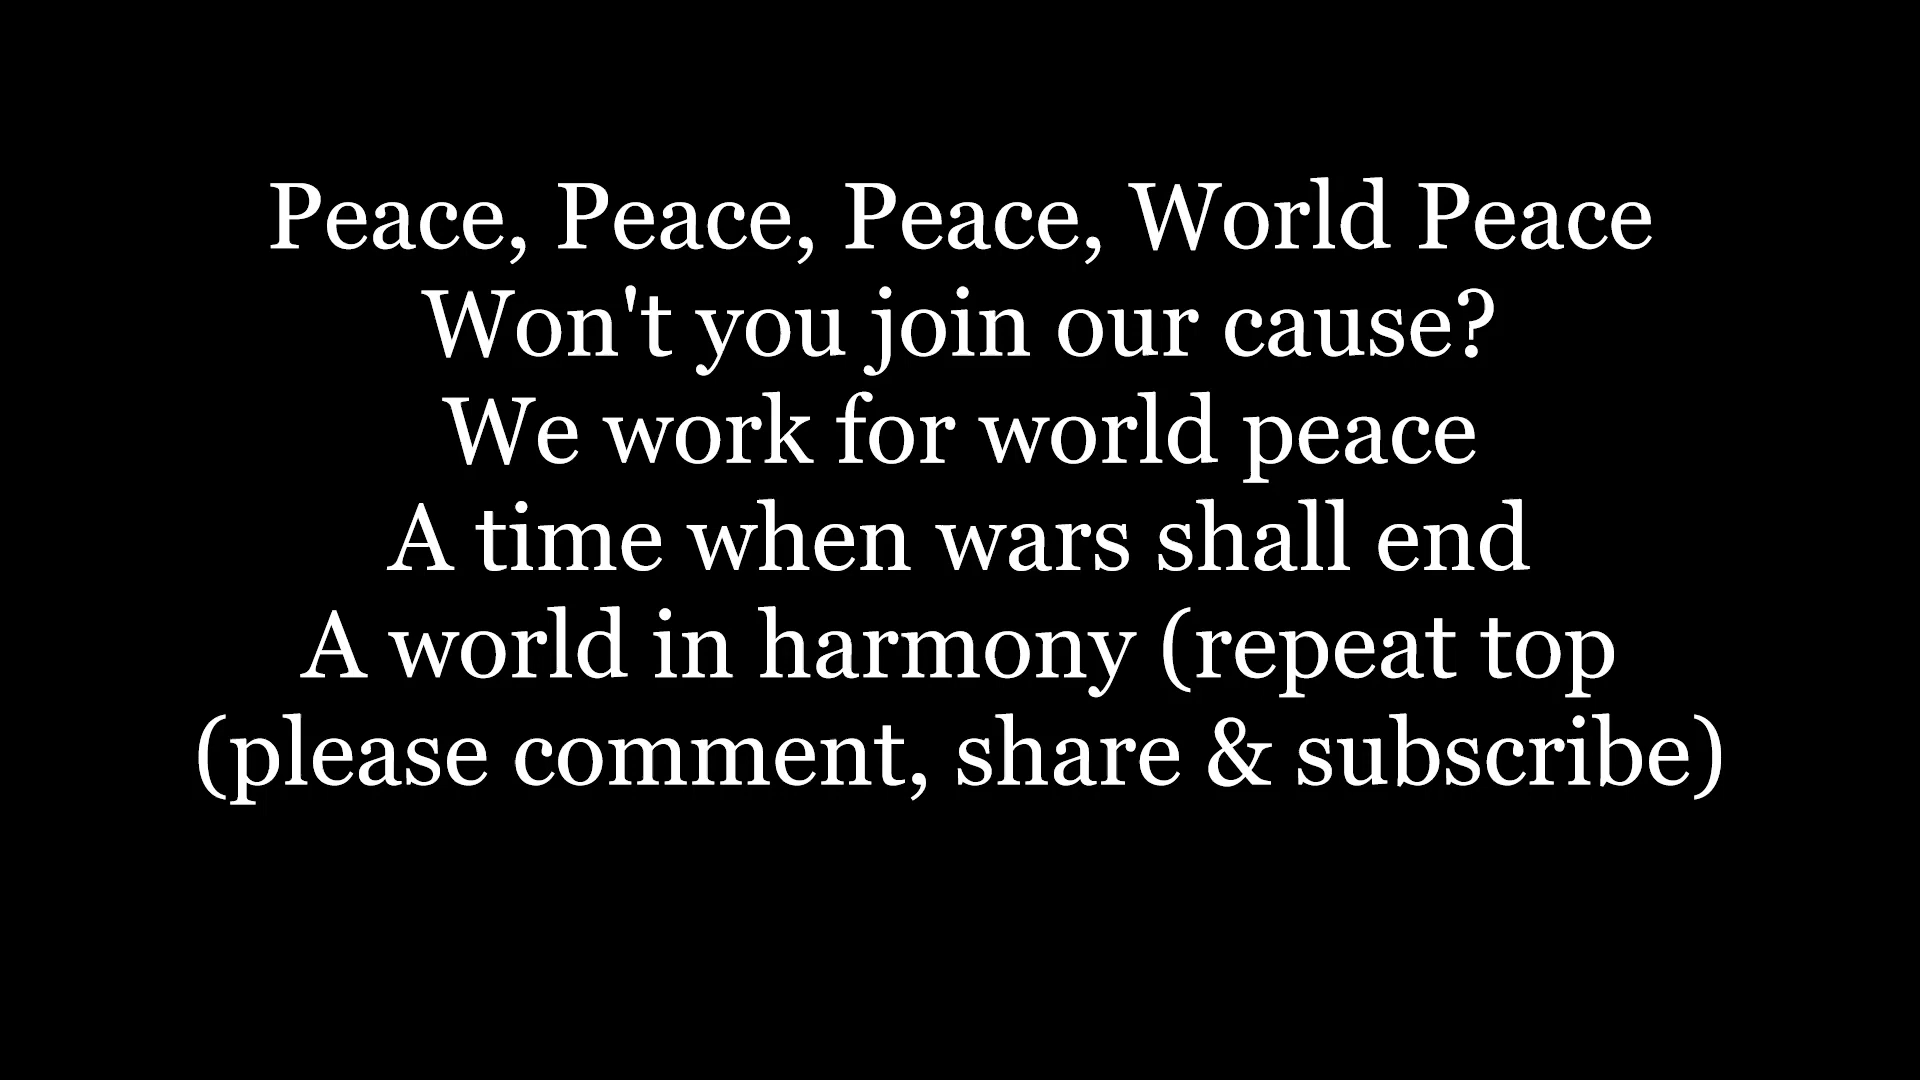 Peace, Peace, Peace, World Peace
Won't you join our cause?
We work for world peace
A time when wars shall end
A world in harmony (repeat top
(please comment, share & subscribe)